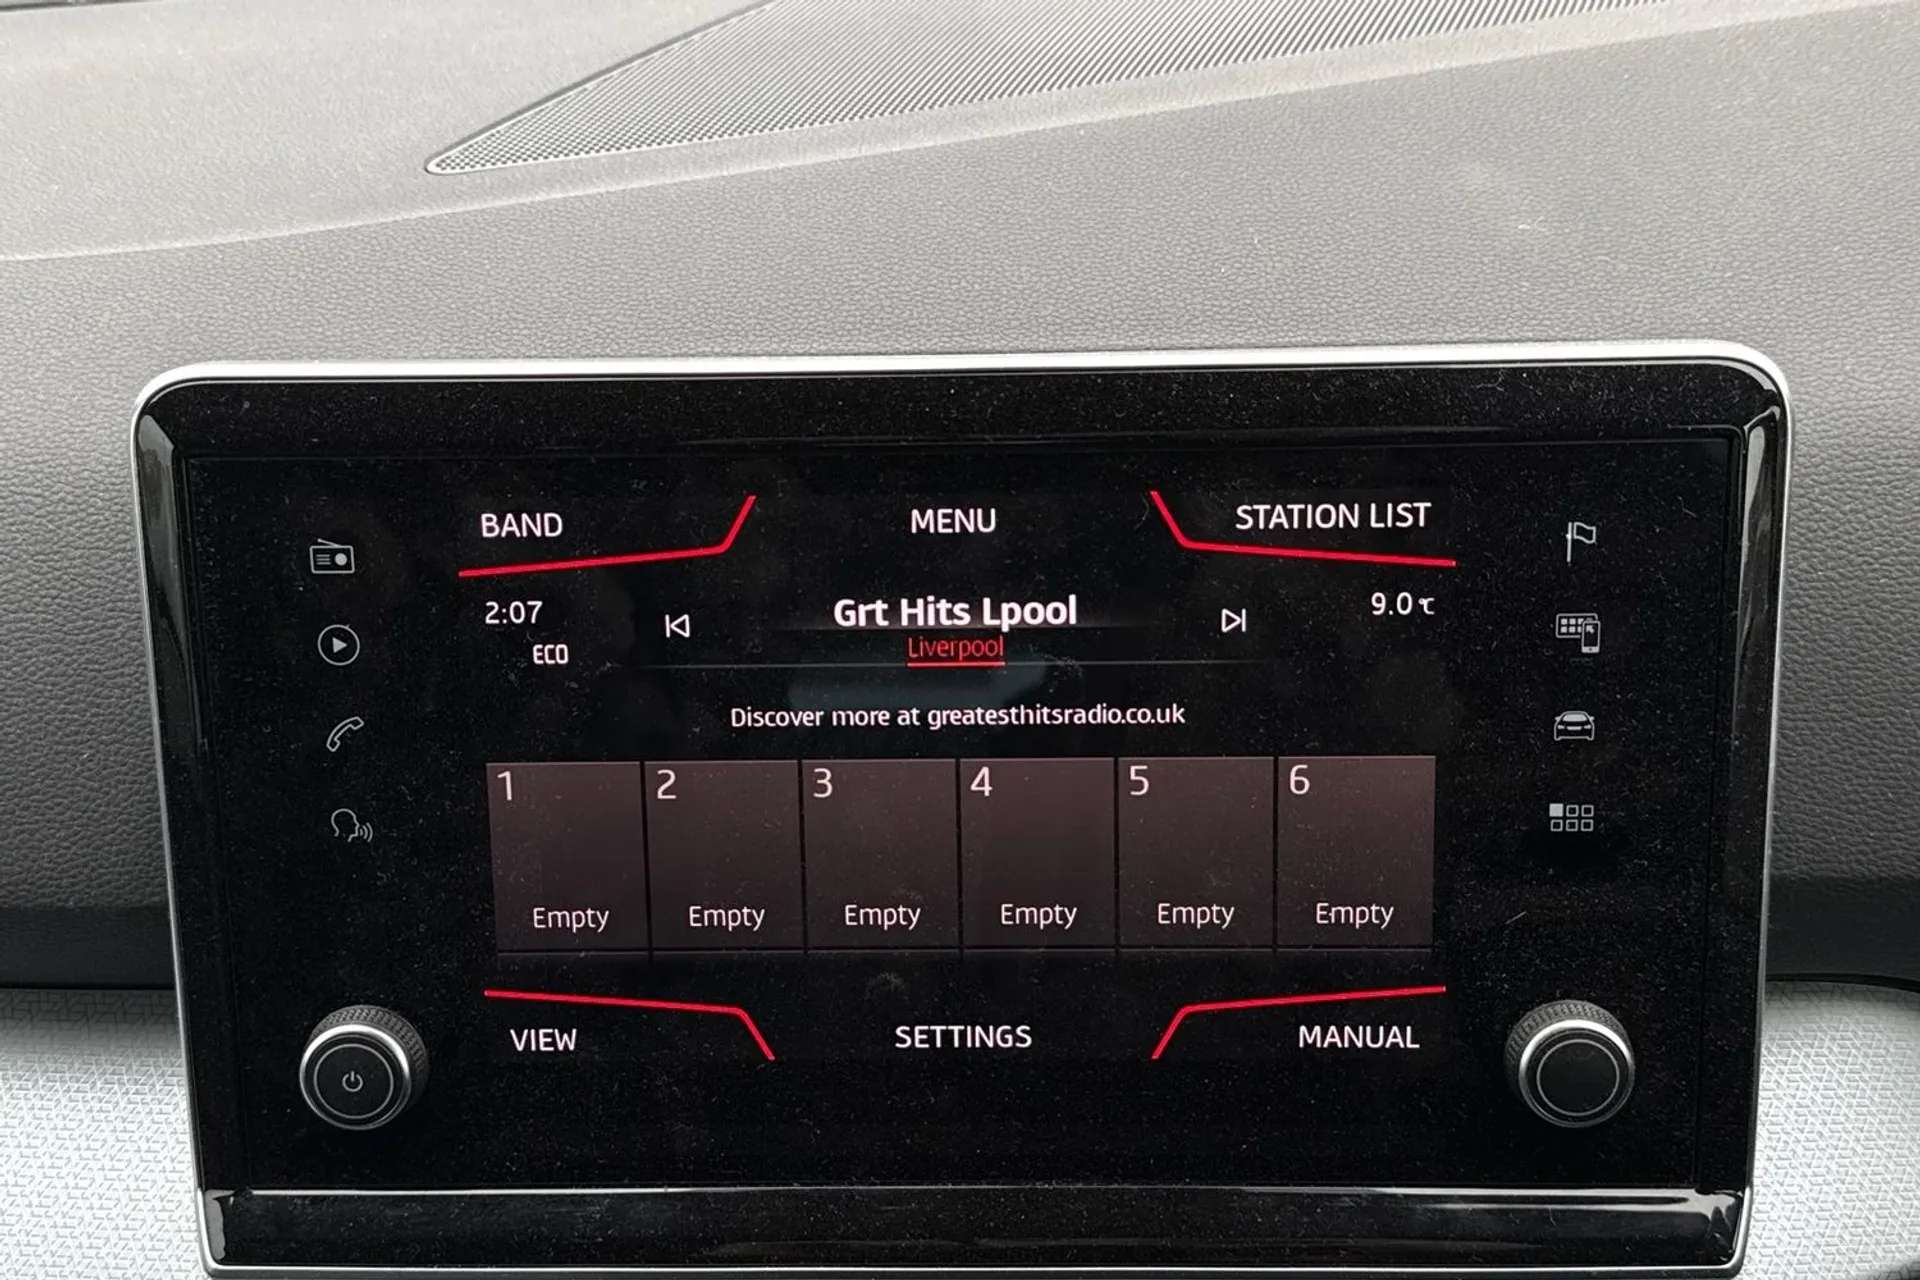 BAND
MENU
STATION LIST
2:07
Grt Hits Lpool
9.0℃
ECO
Liverpool
Discover more at greatesthitsradio.co.uk
1
2
3
4
5
6
Empty
Empty
Empty
Empty
Empty
Empty
VIEW
SETTINGS
MANUAL